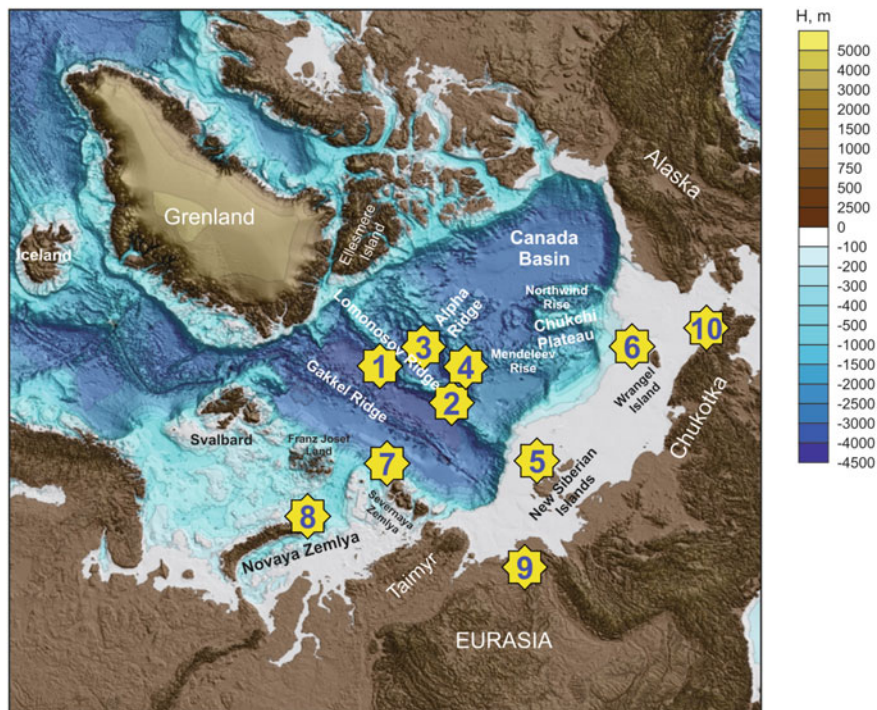 H, m
5000
4000
3000
2000
1500
1000
750
500
2500
0
-100
-200
-300
-400
-500
-1000
-1500
-2000
-2500
-3000
-4000
-4500
Alaska
Grenland
Ellesmere
Island
Iceland
Canada
Basin
Northwind
Rise
Chukchi
Plateau
Alpha
Ridge
Lomonosov Ridge
Mendeleev
Rise
Gakkel Ridge
10
6
3
1
4
2
Wrangel
Island
Chukotka
Svalbard
Franz Josef
Land
7
5
New Siberian
Islands
Severnaya
Zemlya
8
Novaya Zemlya
Taimyr
9
EURASIA